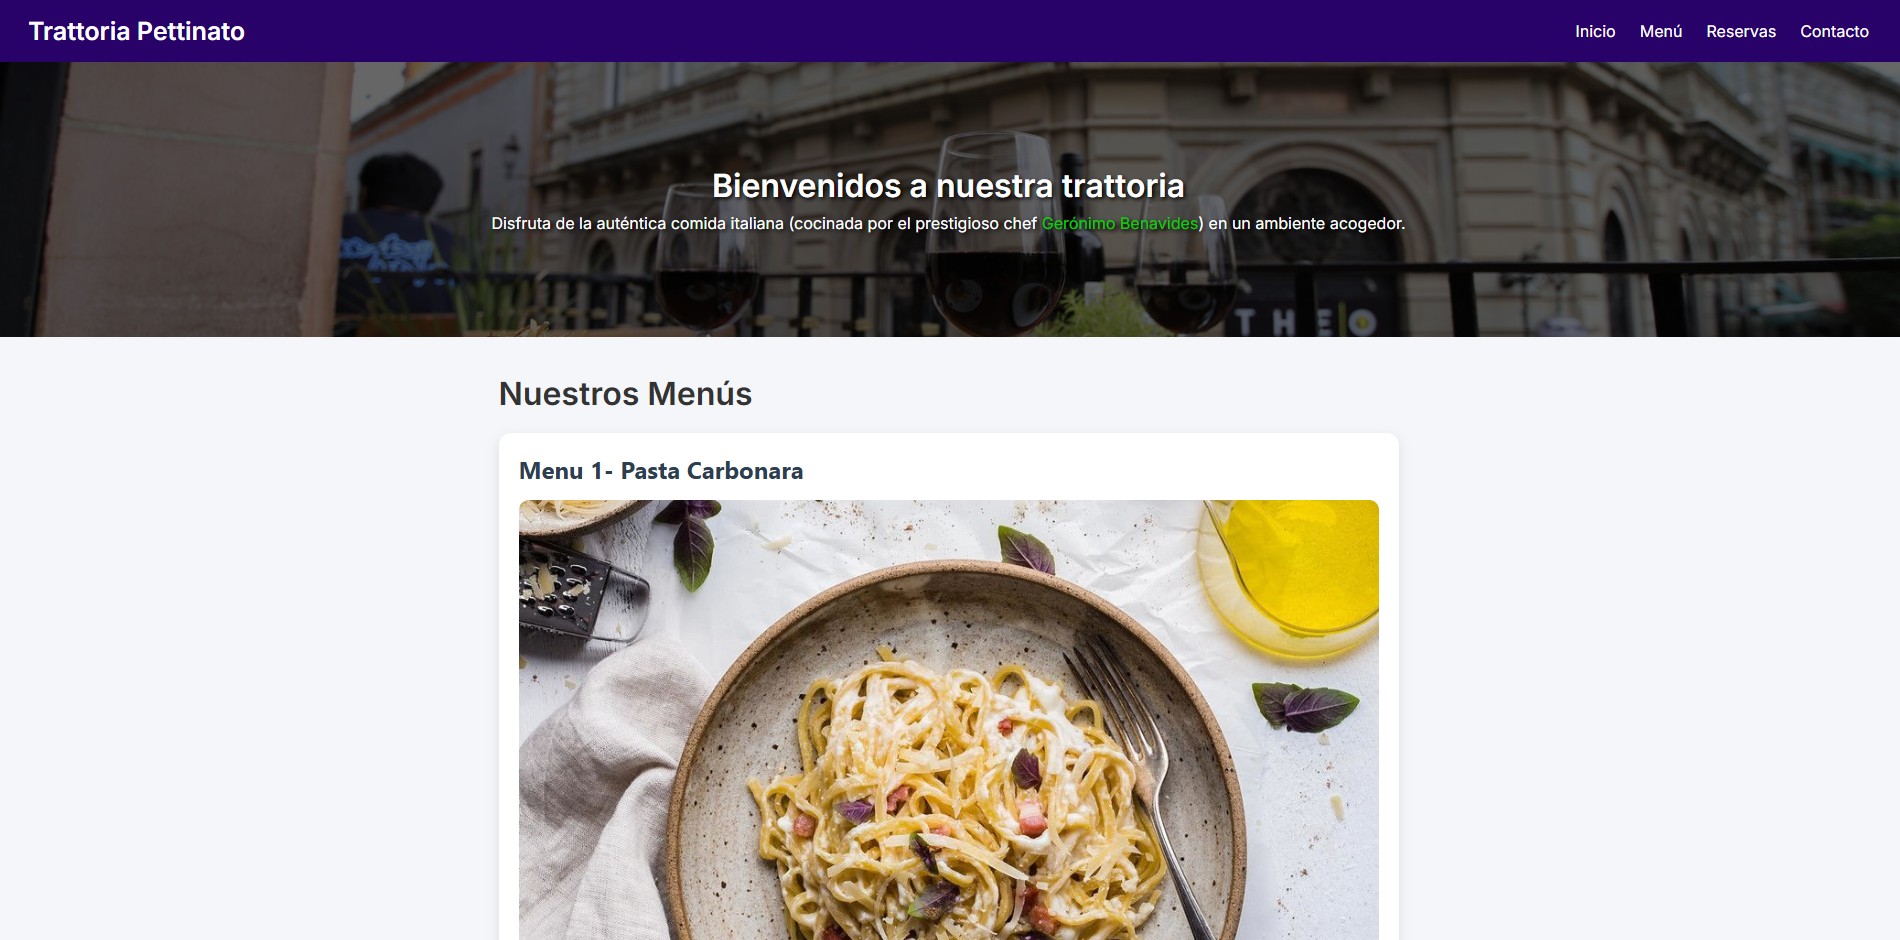 Trattoria Pettinato
Inicio Menú Reservas Contacto
Bienvenidos a nuestra trattoria
Disfruta de la auténtica comida italiana (cocinada por el prestigioso chef Gerónimo Benavides) en un ambiente acogedor.
THE|O
Nuestros Menús
Menu 1- Pasta Carbonara